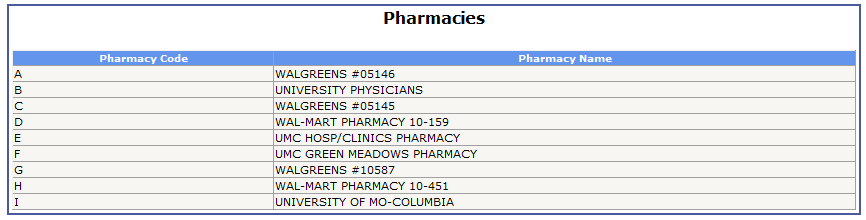 Pharmacies
Pharmacy Code Pharmacy Name
A WALGREENS #05146
B UNIVERSITY PHYSICIANS
C WALGREENS #05145
D WAL-MART PHARMACY 10-159
E UMC HOSP/CLINICS PHARMACY
F UMC GREEN MEADOWS PHARMACY
G WALGREENS #10587
H WAL-MART PHARMACY 10-451
I UNIVERSITY OF MO-COLUMBIA